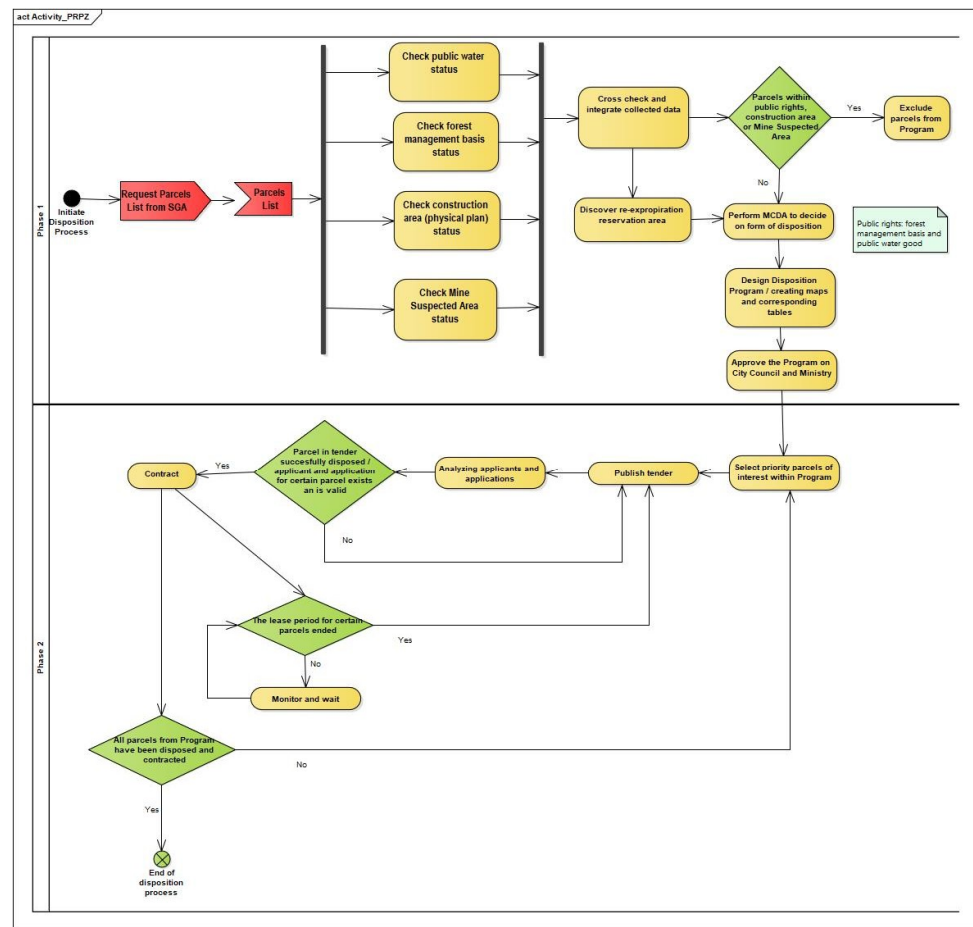 act Activity_PRPZ
Phase 1
Initiate
Disposition
Process
Request Parcels
List from SGA
Parcels
List
Check public water
status
Check forest
management basis
status
Check construction
area (physical plan)
status
Check Mine
Suspected Area
status
Cross check and
integrate collected data
Parcels within
public rights,
construction area
or Mine Suspected
Area
Yes
Exclude
parcels from
Program
No
Discover re-expropiration
reservation area
Perform MCDA to decide
on form of disposition
Public rights: forest
management basis and
public water good
Design Disposition
Program / creating maps
and corresponding
tables
Approve the Program on
City Council and Ministry
Phase 2
Contract
Yes
Parcel in tender
succesfully disposed /
applicant and application
for certain parcel exists
an is valid
No
Analyzing applicants and
applications
Publish tender
Select priority parcels of
interest within Program
The lease period for certain
parcels ended
Yes
No
Monitor and wait
All parcels from Program
have been disposed and
contracted
No
Yes
End of
disposition
process